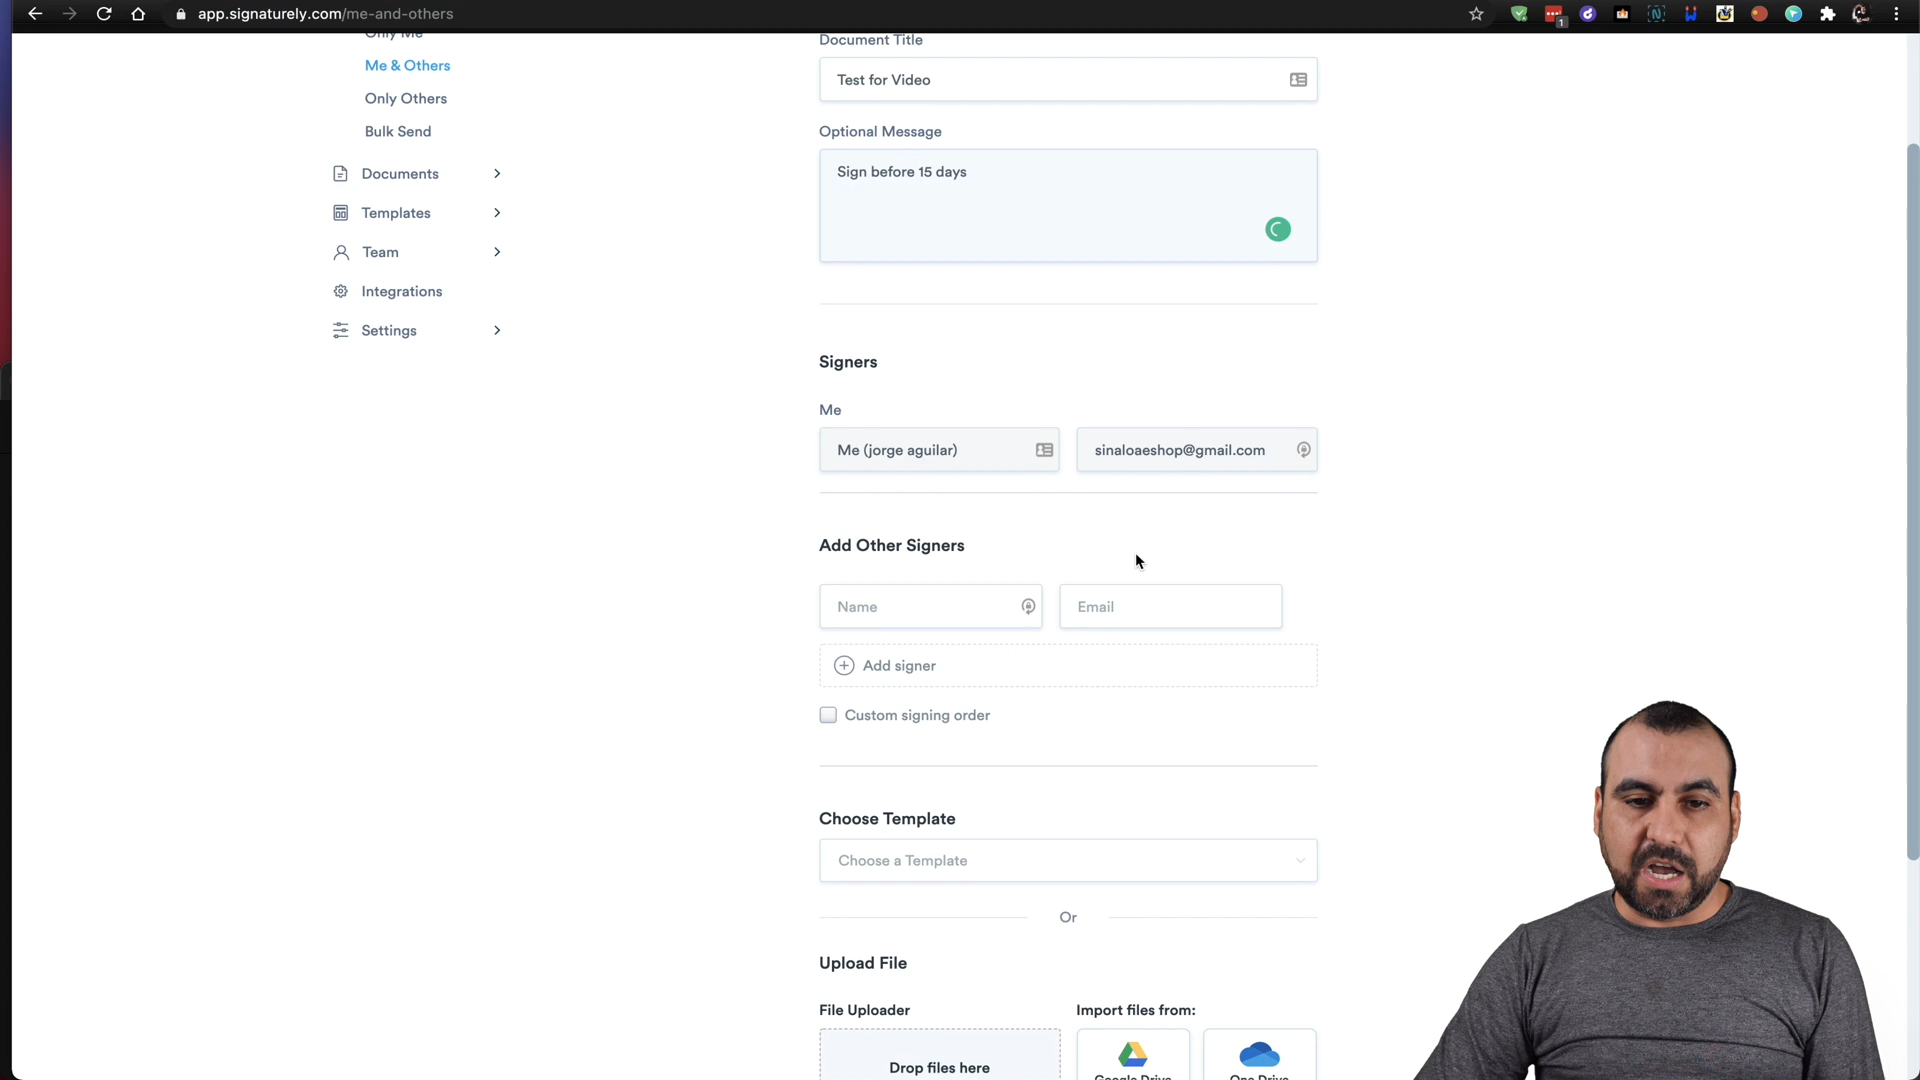 app.signaturely.com/me-and-others
1
Only Me
Me & Others
Only Others
Bulk Send
Documents
Templates
Team
Integrations
Settings
Document Title
Test for Video
Optional Message
Sign before 15 days
Signers
Me
Me (jorge aguilar)
sinaloaeshop@gmail.com
Add Other Signers
Name
Email
Add signer
Custom signing order
Choose Template
Choose a Template
Or
Upload File
File Uploader
Import files from:
Drop files here
Google Drive
One Drive